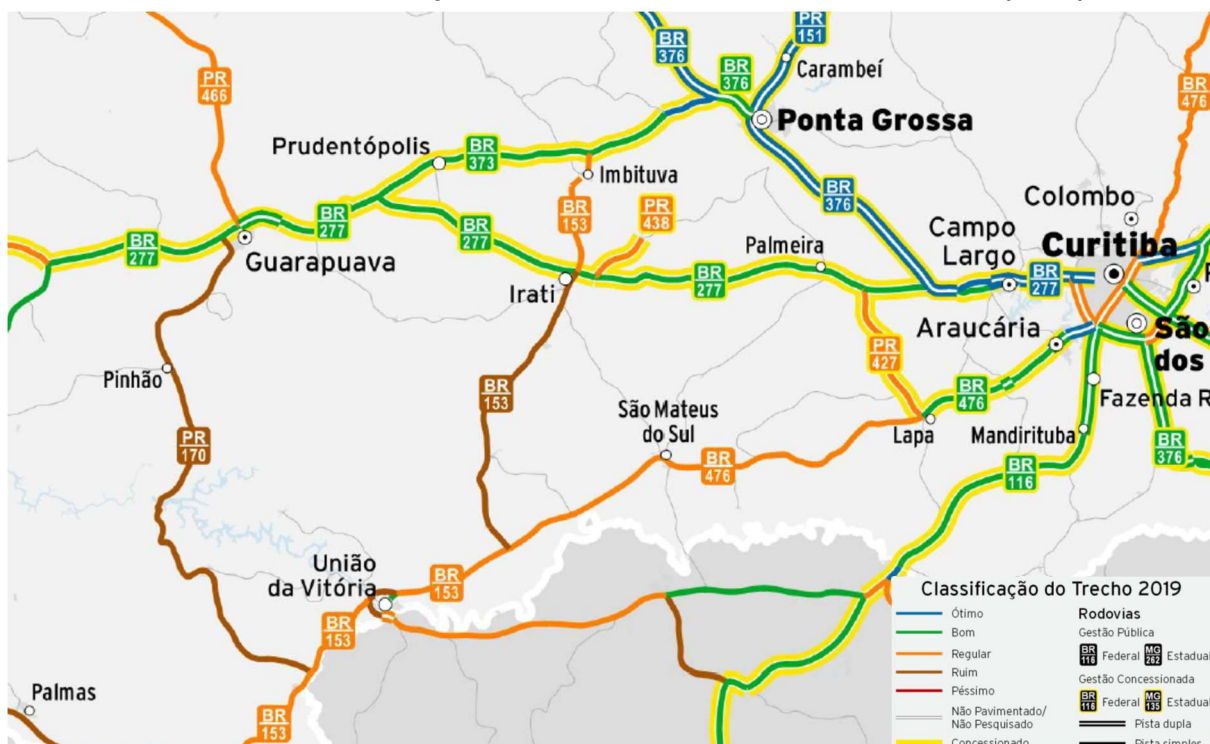 PR
151
BR
376
BR
376
Carambeí
PR
466
BR
476
Ponta Grossa
Prudentópolis
BR
373
Imbituva
BR
376
Colombo
BR
153
PR
438
Campo
Largo
Curitiba
BR
277
BR
277
BR
277
Palmeira
BR
277
BR
277
Guarapuava
Irati
Araucária
São
dos
PR
427
Pinhão
BR
153
BR
476
Fazenda R
São Mateus
do Sul
Lapa
Mandirituba
PR
170
BR
476
BR
116
BR
376
União
da Vitória
BR
153
BR
153
Palmas
BR
153
Classificação do Trecho 2019
Ótimo
Bom
Regular
Ruim
Péssimo
Não Pavimentado/
Não Pesquisado
Concessionado
Rodovias
Gestão Pública
BR
116
Federal
MG
262
Estadual
Gestão Concessionada
BR
116
Federal
MG
135
Estadual
Pista dupla
Pista simples